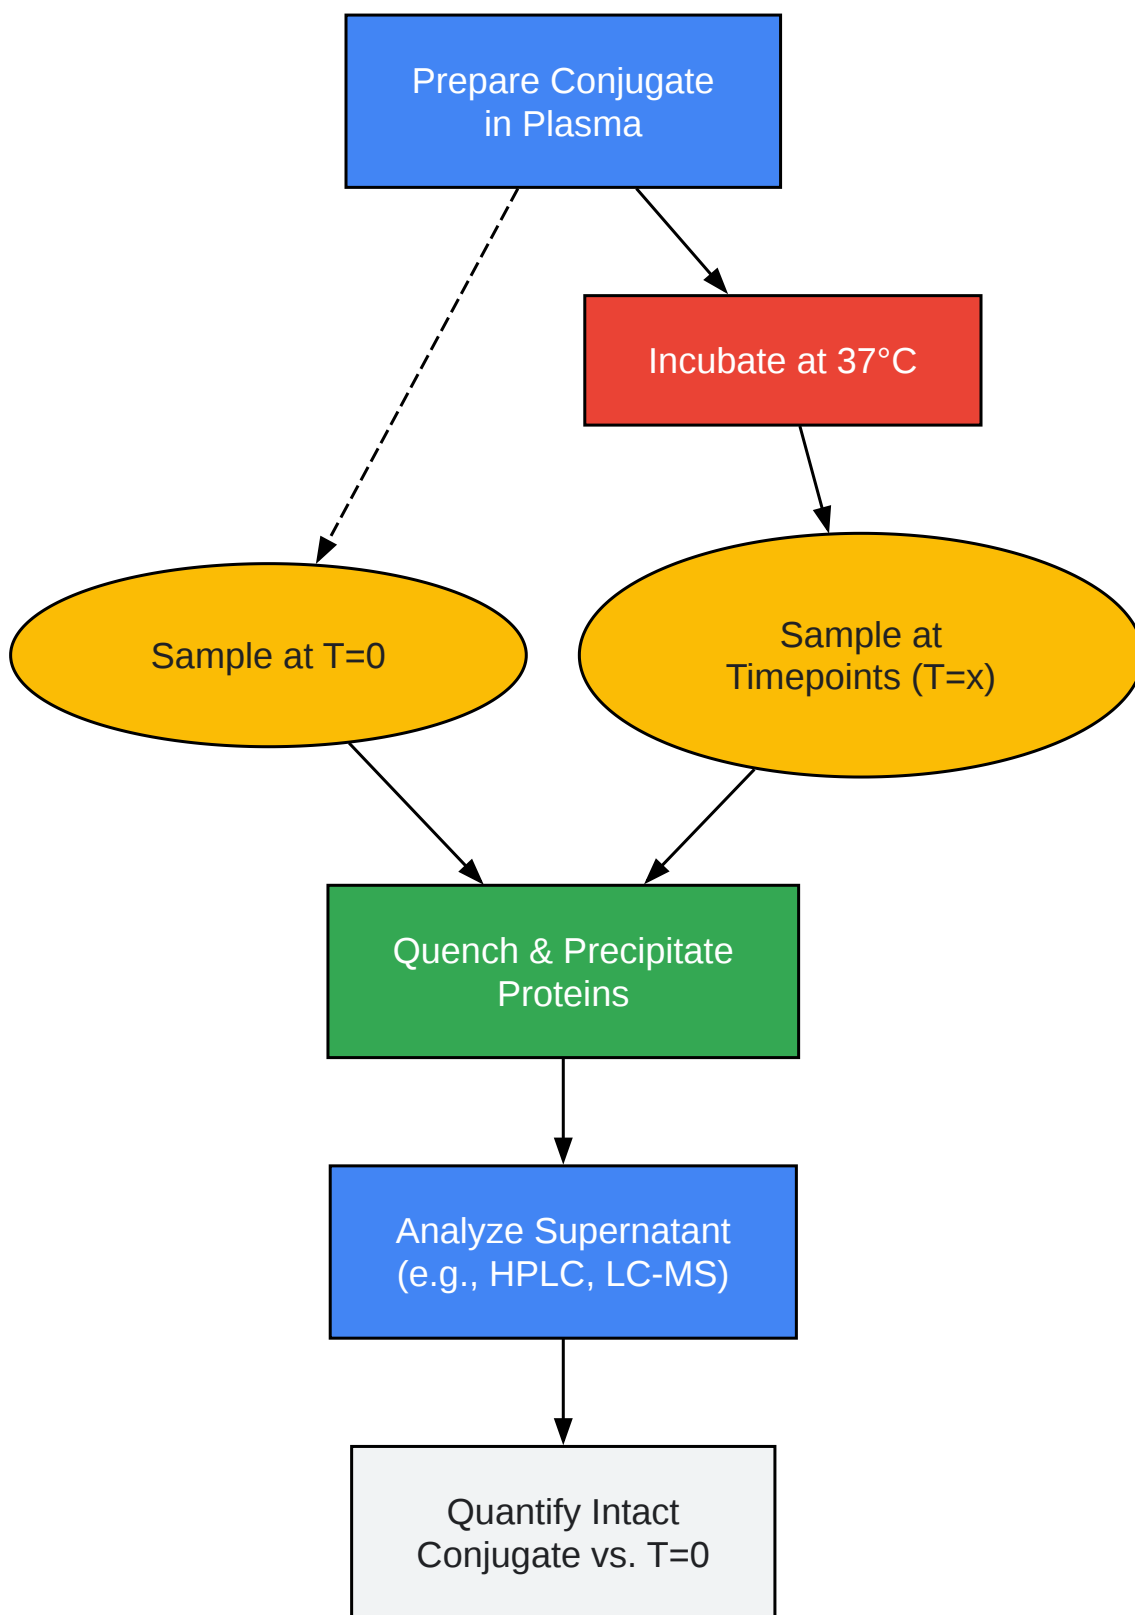 Prepare Conjugate
in Plasma
Incubate at 37°C
Sample at T=0
Sample at
Timepoints (T=x)
Quench & Precipitate
Proteins
Analyze Supernatant
(e.g., HPLC, LC-MS)
Quantify Intact
Conjugate vs. T=0